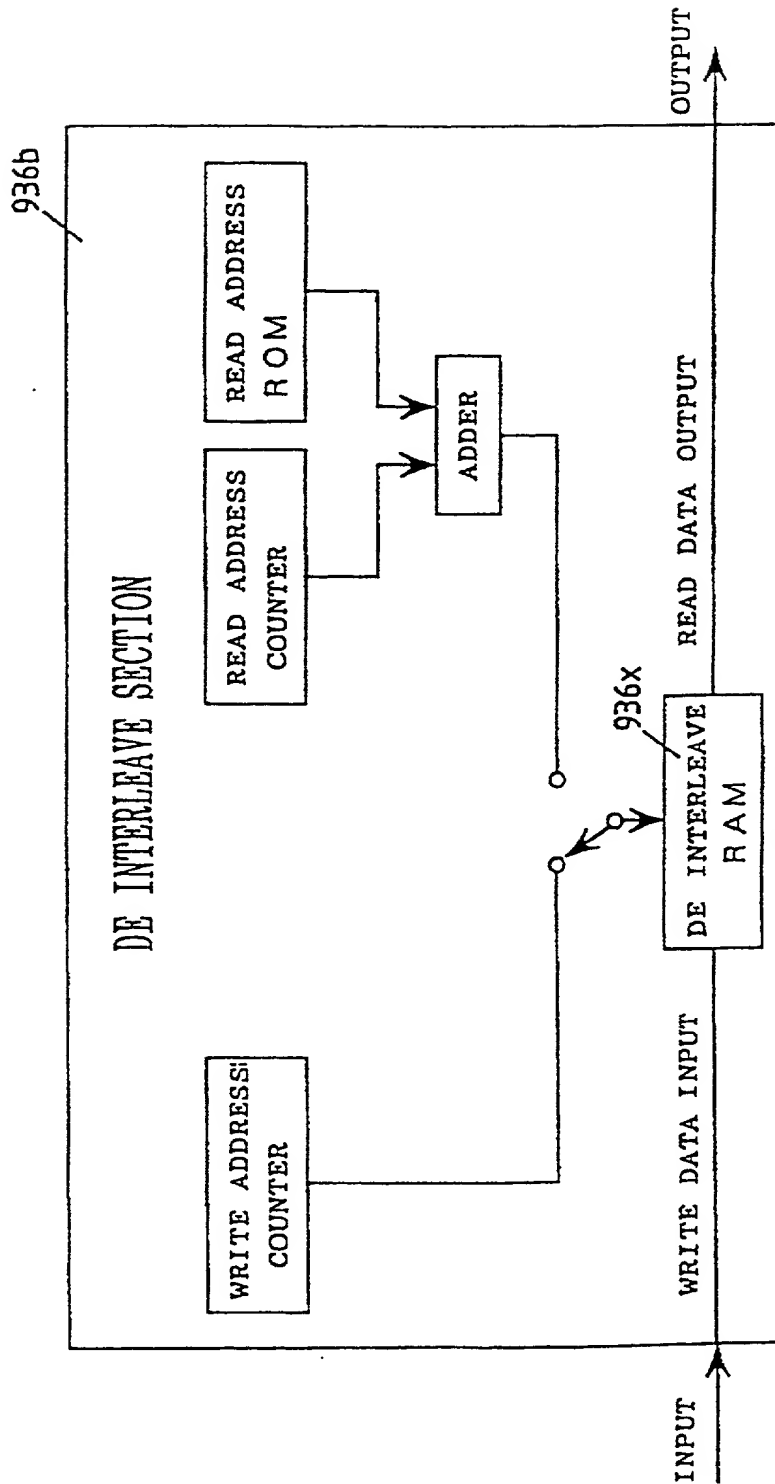 936b
DE INTERLEAVE SECTION
WRITE ADDRESS
COUNTER
READ ADDRESS
COUNTER
READ ADDRESS
ROM
ADDER
936x
DE INTERLEAVE
RAM
INPUT
WRITE DATA INPUT
READ DATA OUTPUT
OUTPUT